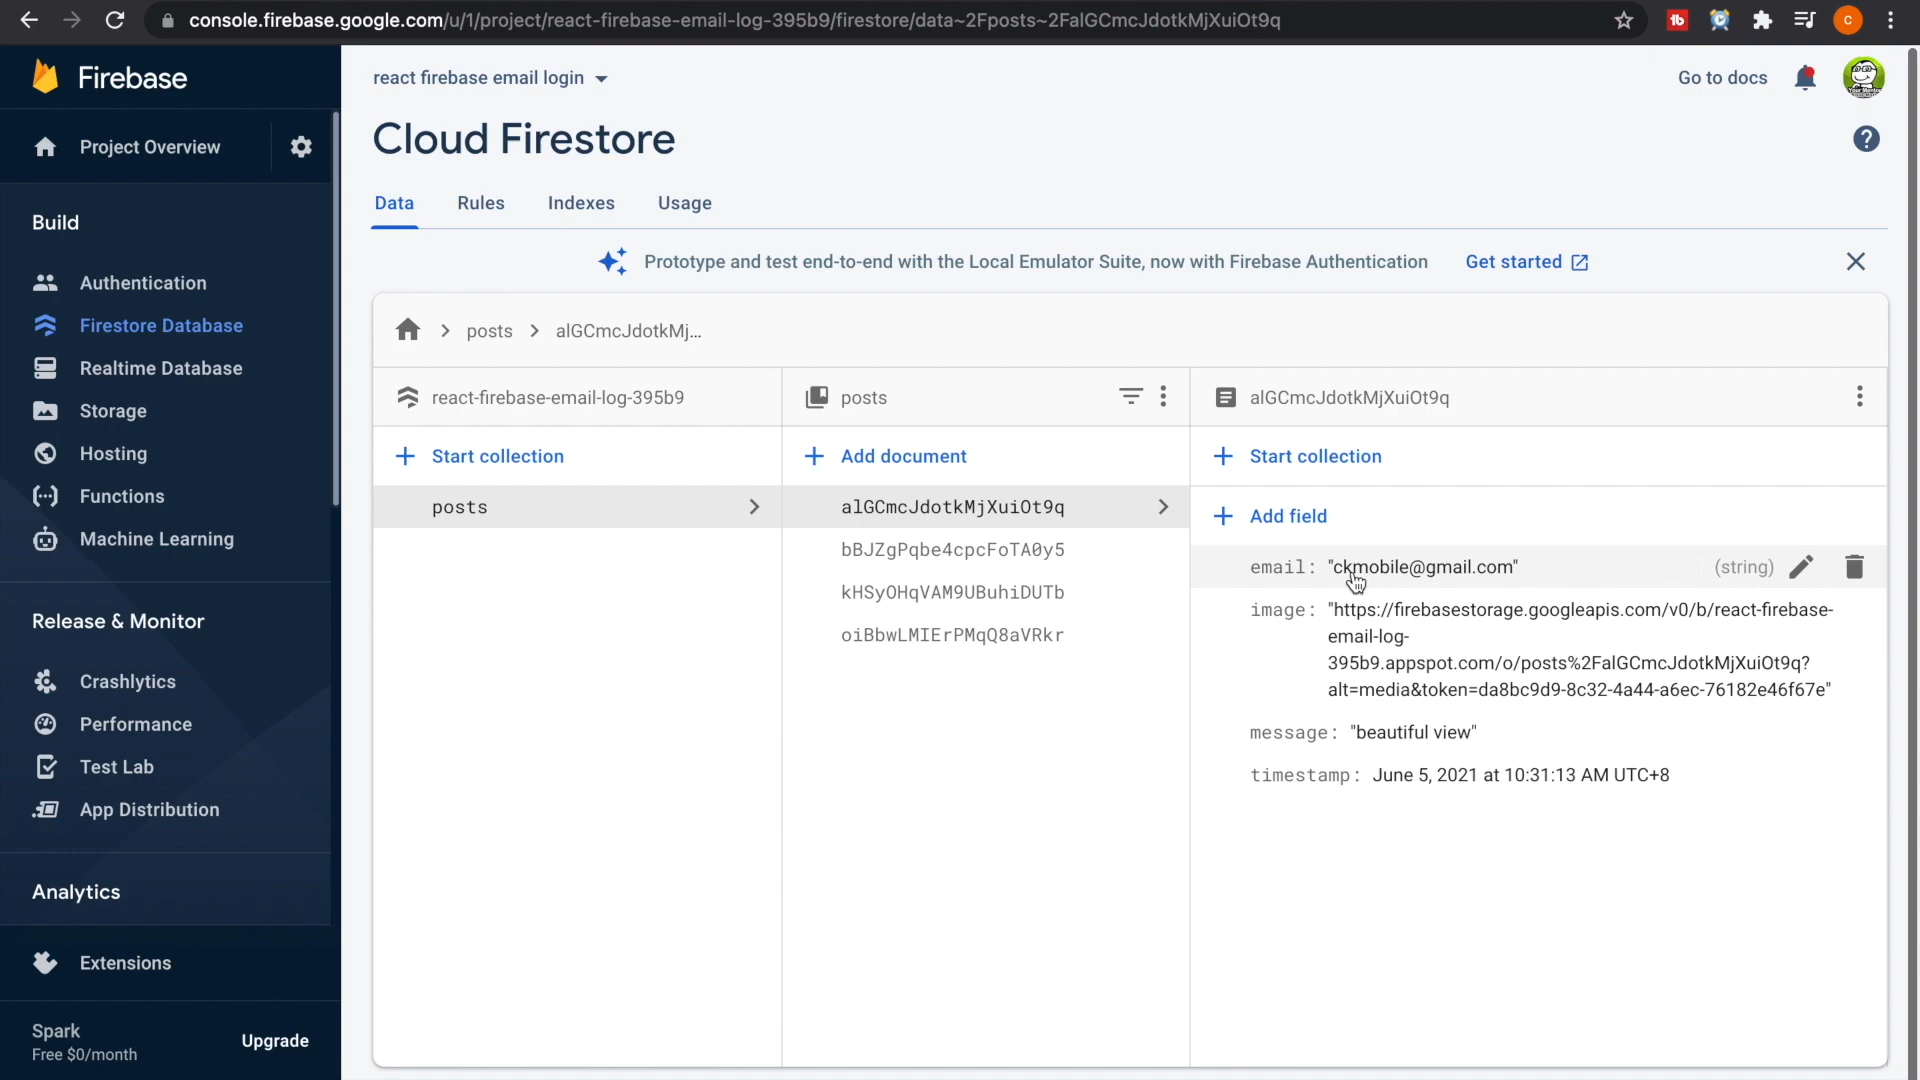 console.firebase.google.com/u/1/project/react-firebase-email-log-395b9/firestore/data~2Fposts~2FalGCmcJdotkMjXuiOt9q
C
Firebase
react firebase email login
Go to docs
Project Overview
Cloud Firestore
Data Rules Indexes Usage
Build
Prototype and test end-to-end with the Local Emulator Suite, now with Firebase Authentication Get started
Authentication
Firestore Database
Realtime Database
Storage
Hosting
Functions
Machine Learning
posts
alGCmcJdotkMj...
react-firebase-email-log-395b9
posts
alGCmcJdotkMjXuiOt9q
Start collection
Add document
Start collection
posts
alGCmcJdotkMjXuiOt9q
bBJZgPqbe4cpcFoTA0y5
kHSyOHqVAM9UBuhiDUTb
oiBbwLMIErPMqQ8aVRkr
Add field
email: "ckmobile@gmail.com" (string)
image: "https://firebasestorage.googleapis.com/v0/b/react-firebase-
email-log-
395b9.appspot.com/o/posts%2FalGCmcJdotkMjXuiOt9q?
alt=media&token=da8bc9d9-8c32-4a44-a6ec-76182e46f67e"
message: "beautiful view"
timestamp: June 5, 2021 at 10:31:13 AM UTC+8
Release & Monitor
Crashlytics
Performance
Test Lab
App Distribution
Analytics
Extensions
Spark
Free $0/month
Upgrade